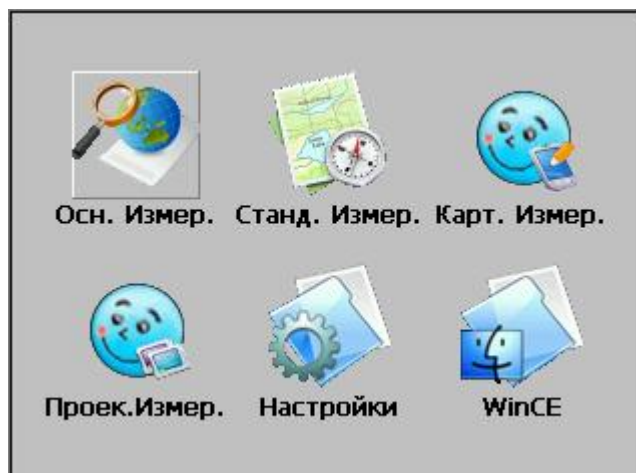 Осн. Измер. Станд. Измер. Карт. Измер.
Проек.Измер. Настройки WinCE